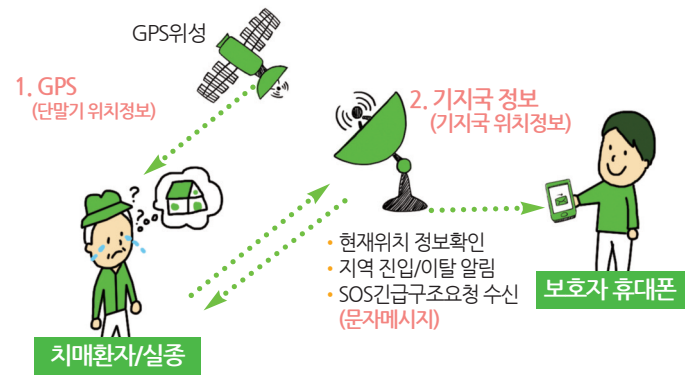 GPS위성
1. GPS
(단말기 위치정보)
2. 기지국 정보
(기지국 위치정보)
?
?
?
• 현재위치 정보확인
• 지역 진입/이탈 알림
• SOS긴급구조요청 수신
(문자메시지)
보호자 휴대폰
치매환자/실종